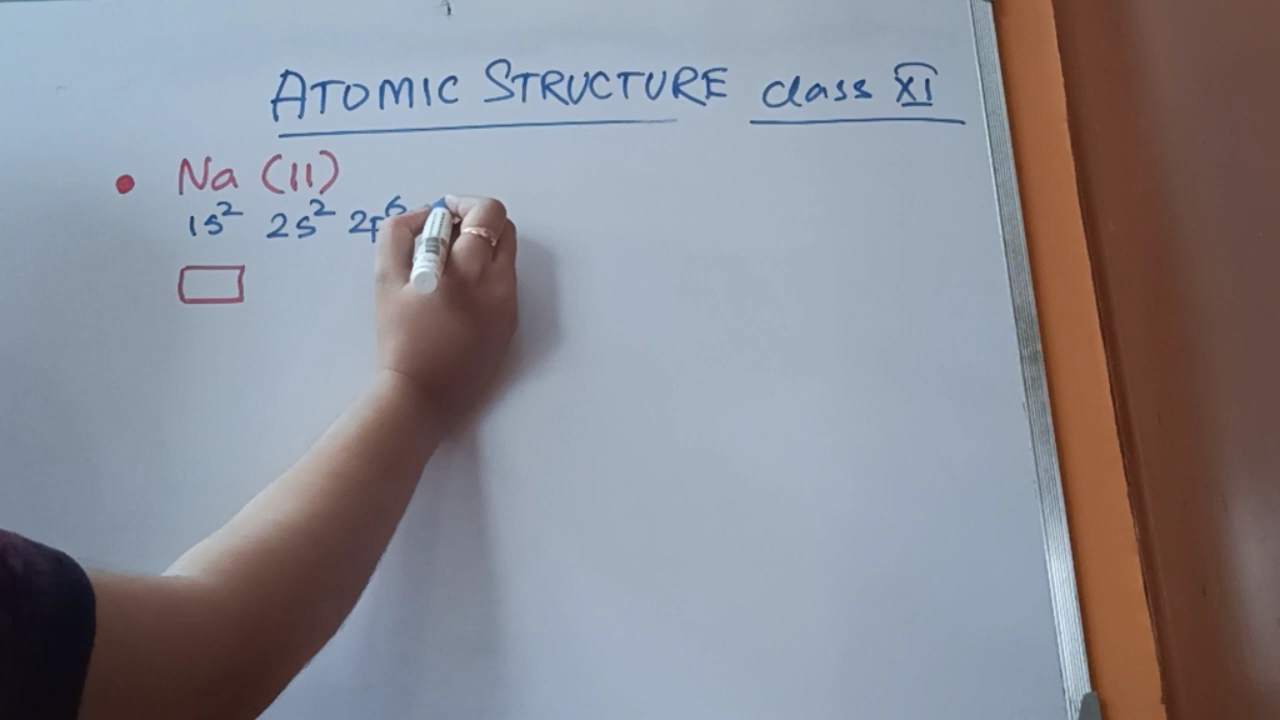 ATOMIC STRUCTURE class XI
Na (11)
1s² 2s² 2p⁶